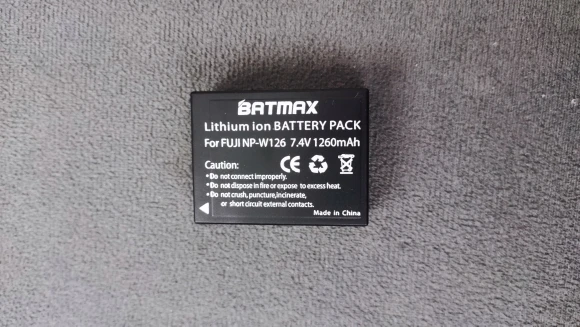 BATMAX
Lithium ion BATTERY PACK
For FUJI NP-W126 7.4V 1260mAh
Caution:
•Do not connect improperly.
•Do not dispose in fire or expose to excess heat.
•Do not crush, puncture,incinerate,
or short circuit external contacts.
Made in China